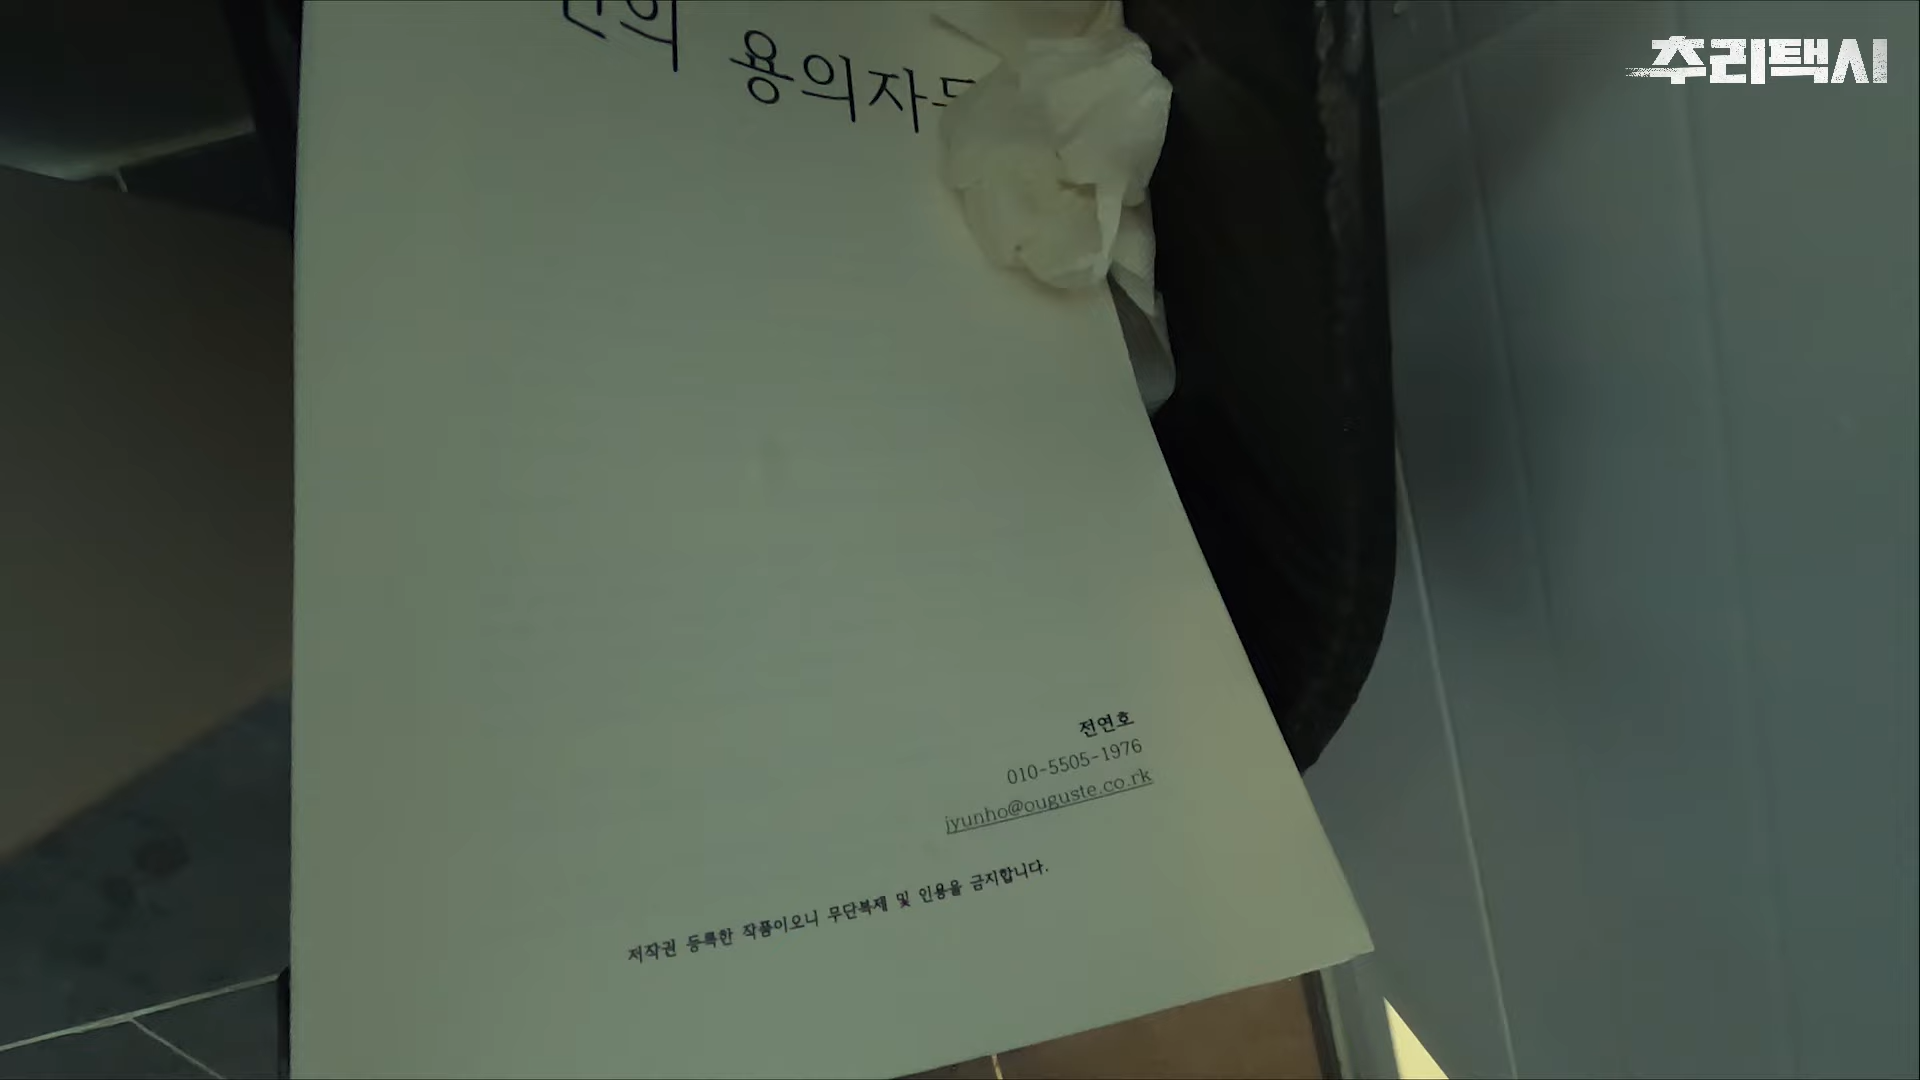 추리택시
용의자
전연호
010-5505-1976
jyunho@ouguste.co.rk
저작권 등록한 작품이오니 무단복제 및 인용을 금지합니다.